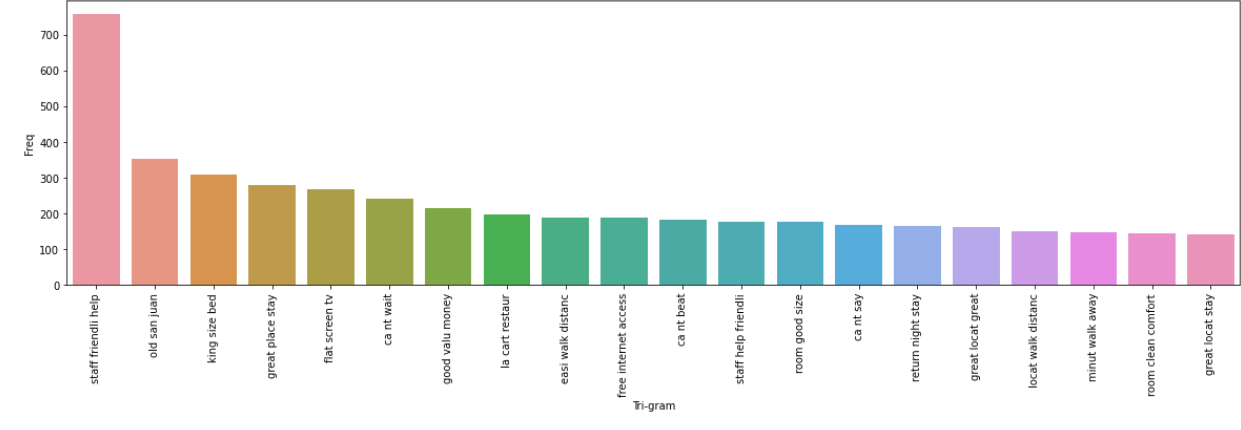 700
600
500
400
300
200
100
0
Freq
staff friendli help
old san juan
king size bed
great place stay
flat screen tv
ca nt wait
good valu money
la cart restaur
easi walk distanc
free internet access
ca nt beat
staff help friendli
room good size
ca nt say
return night stay
great locat great
locat walk distanc
minut walk away
room clean comfort
great locat stay
Tri-gram